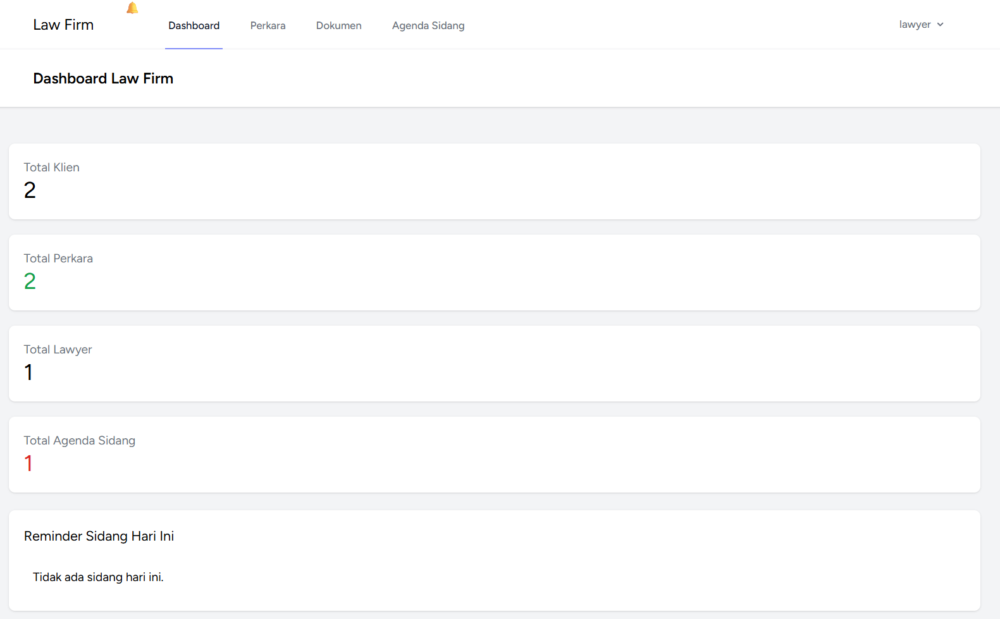 Law Firm
Dashboard
Perkara
Dokumen
Agenda Sidang
lawyer
Dashboard Law Firm
Total Klien
2
Total Perkara
2
Total Lawyer
1
Total Agenda Sidang
1
Reminder Sidang Hari Ini
Tidak ada sidang hari ini.